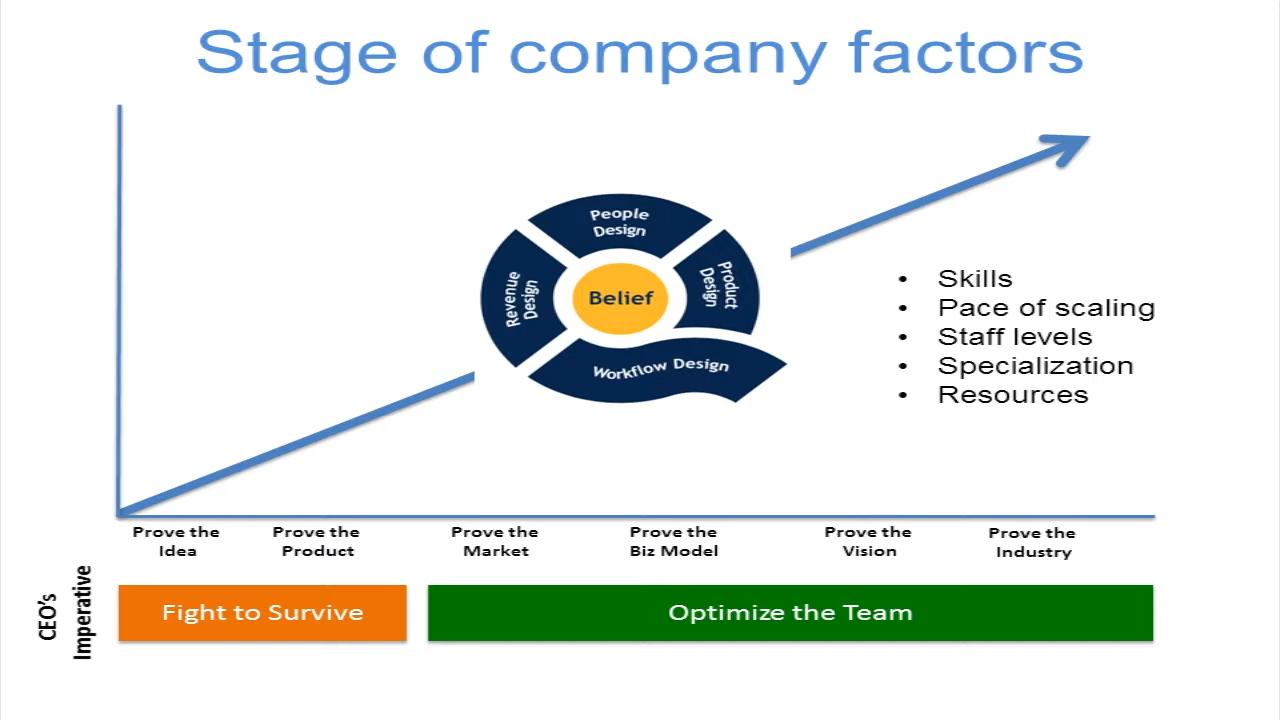 Stage of company factors
People
Design
Revenue
Design
Belief
Product
Design
Workflow Design
• Skills
• Pace of scaling
• Staff levels
• Specialization
• Resources
Prove the
Idea
Prove the
Product
Prove the
Market
Prove the
Biz Model
Prove the
Vision
Prove the
Industry
CEO's
Imperative
Fight to Survive
Optimize the Team